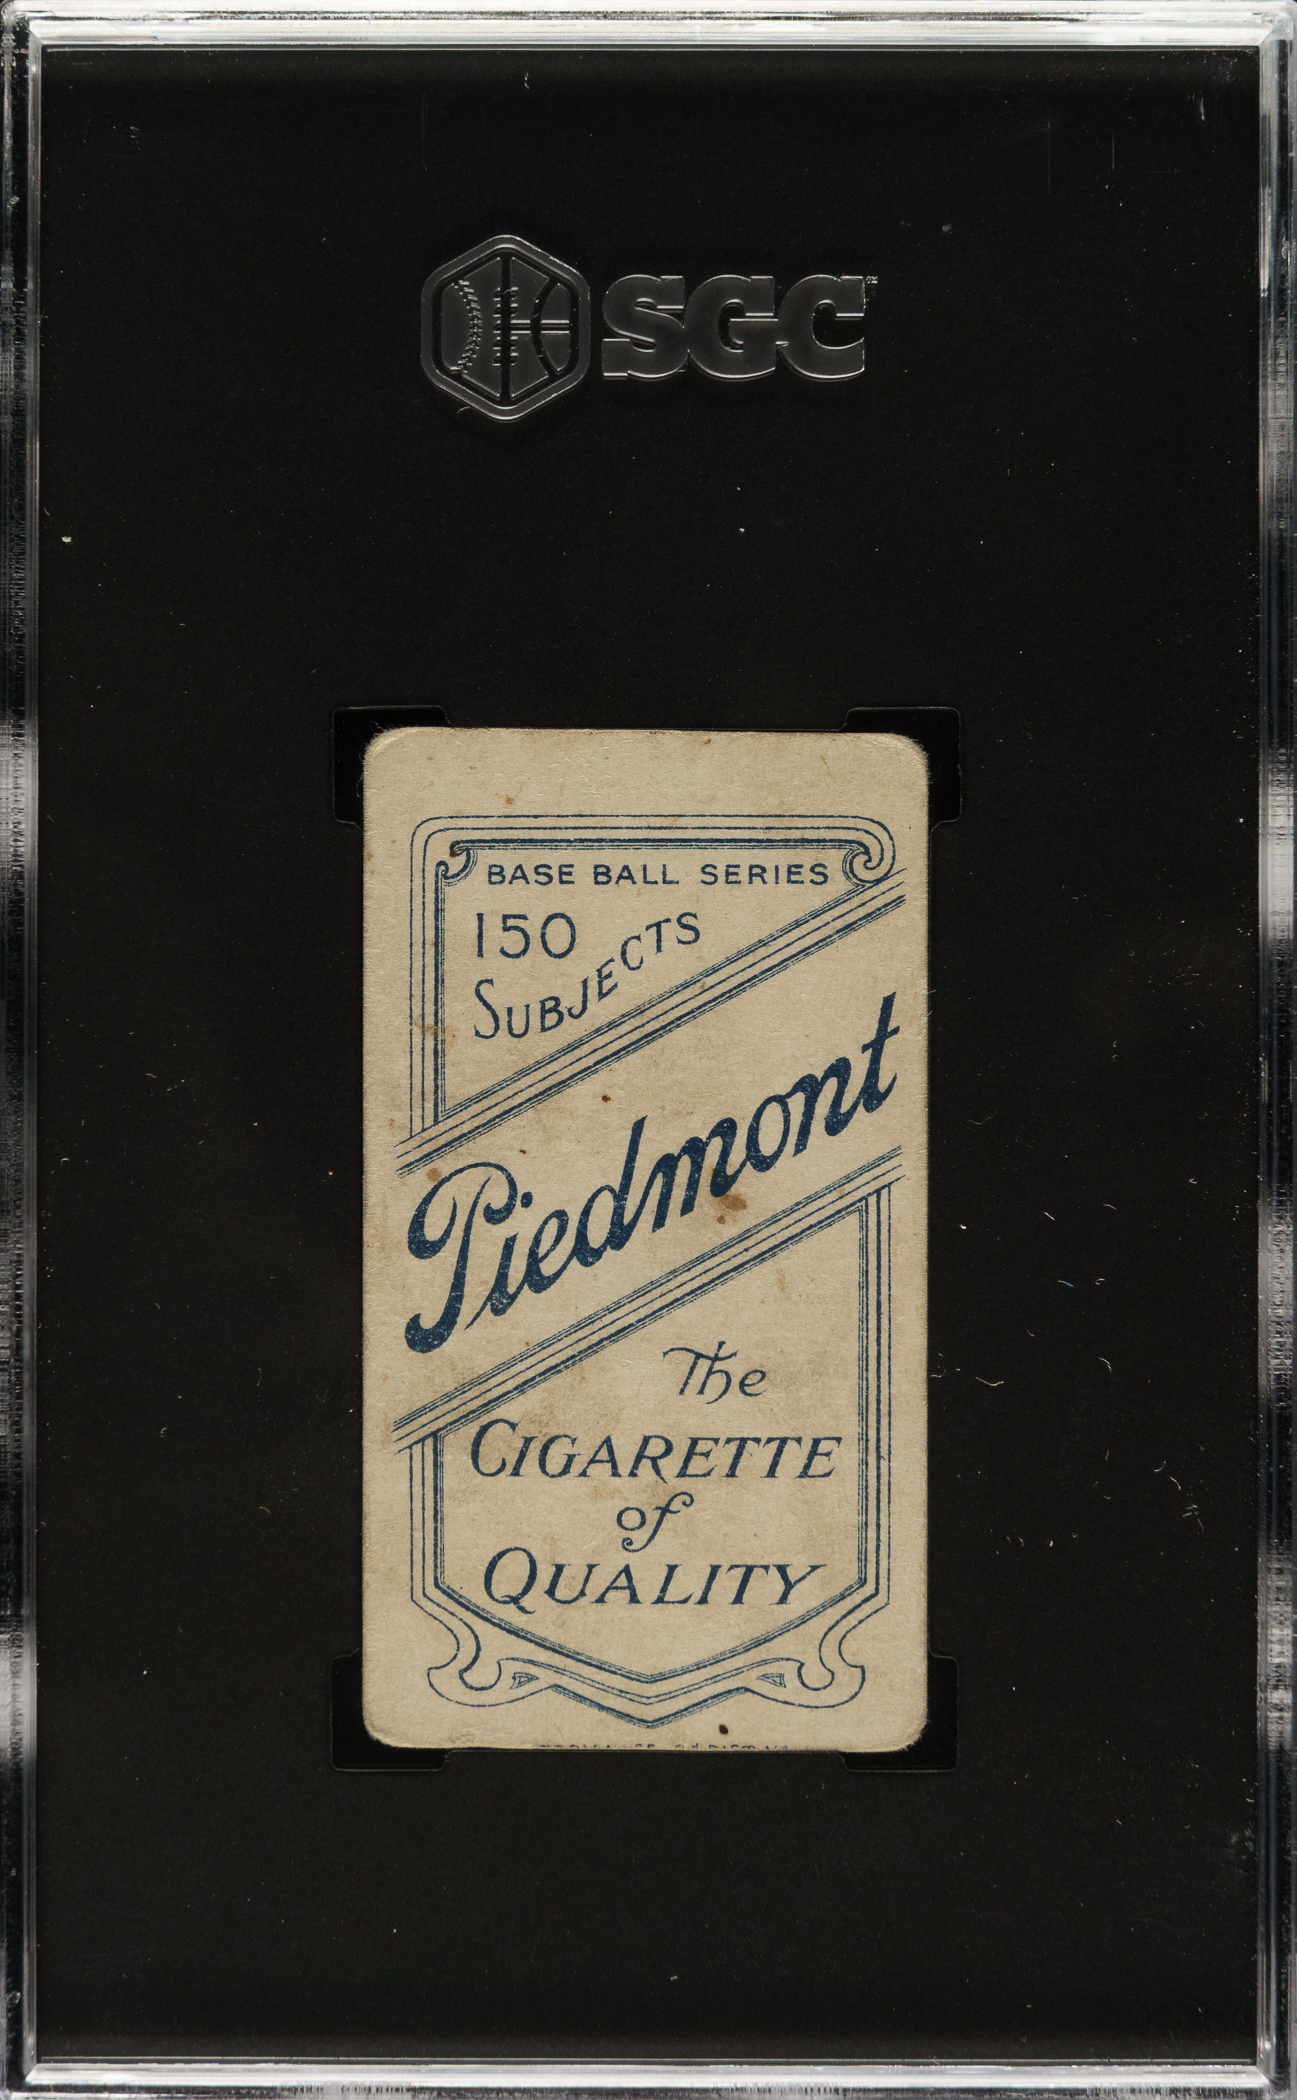 SGC
BASE BALL SERIES
150
SUBJECTS
Piedmont
The
CIGARETTE
of
QUALITY